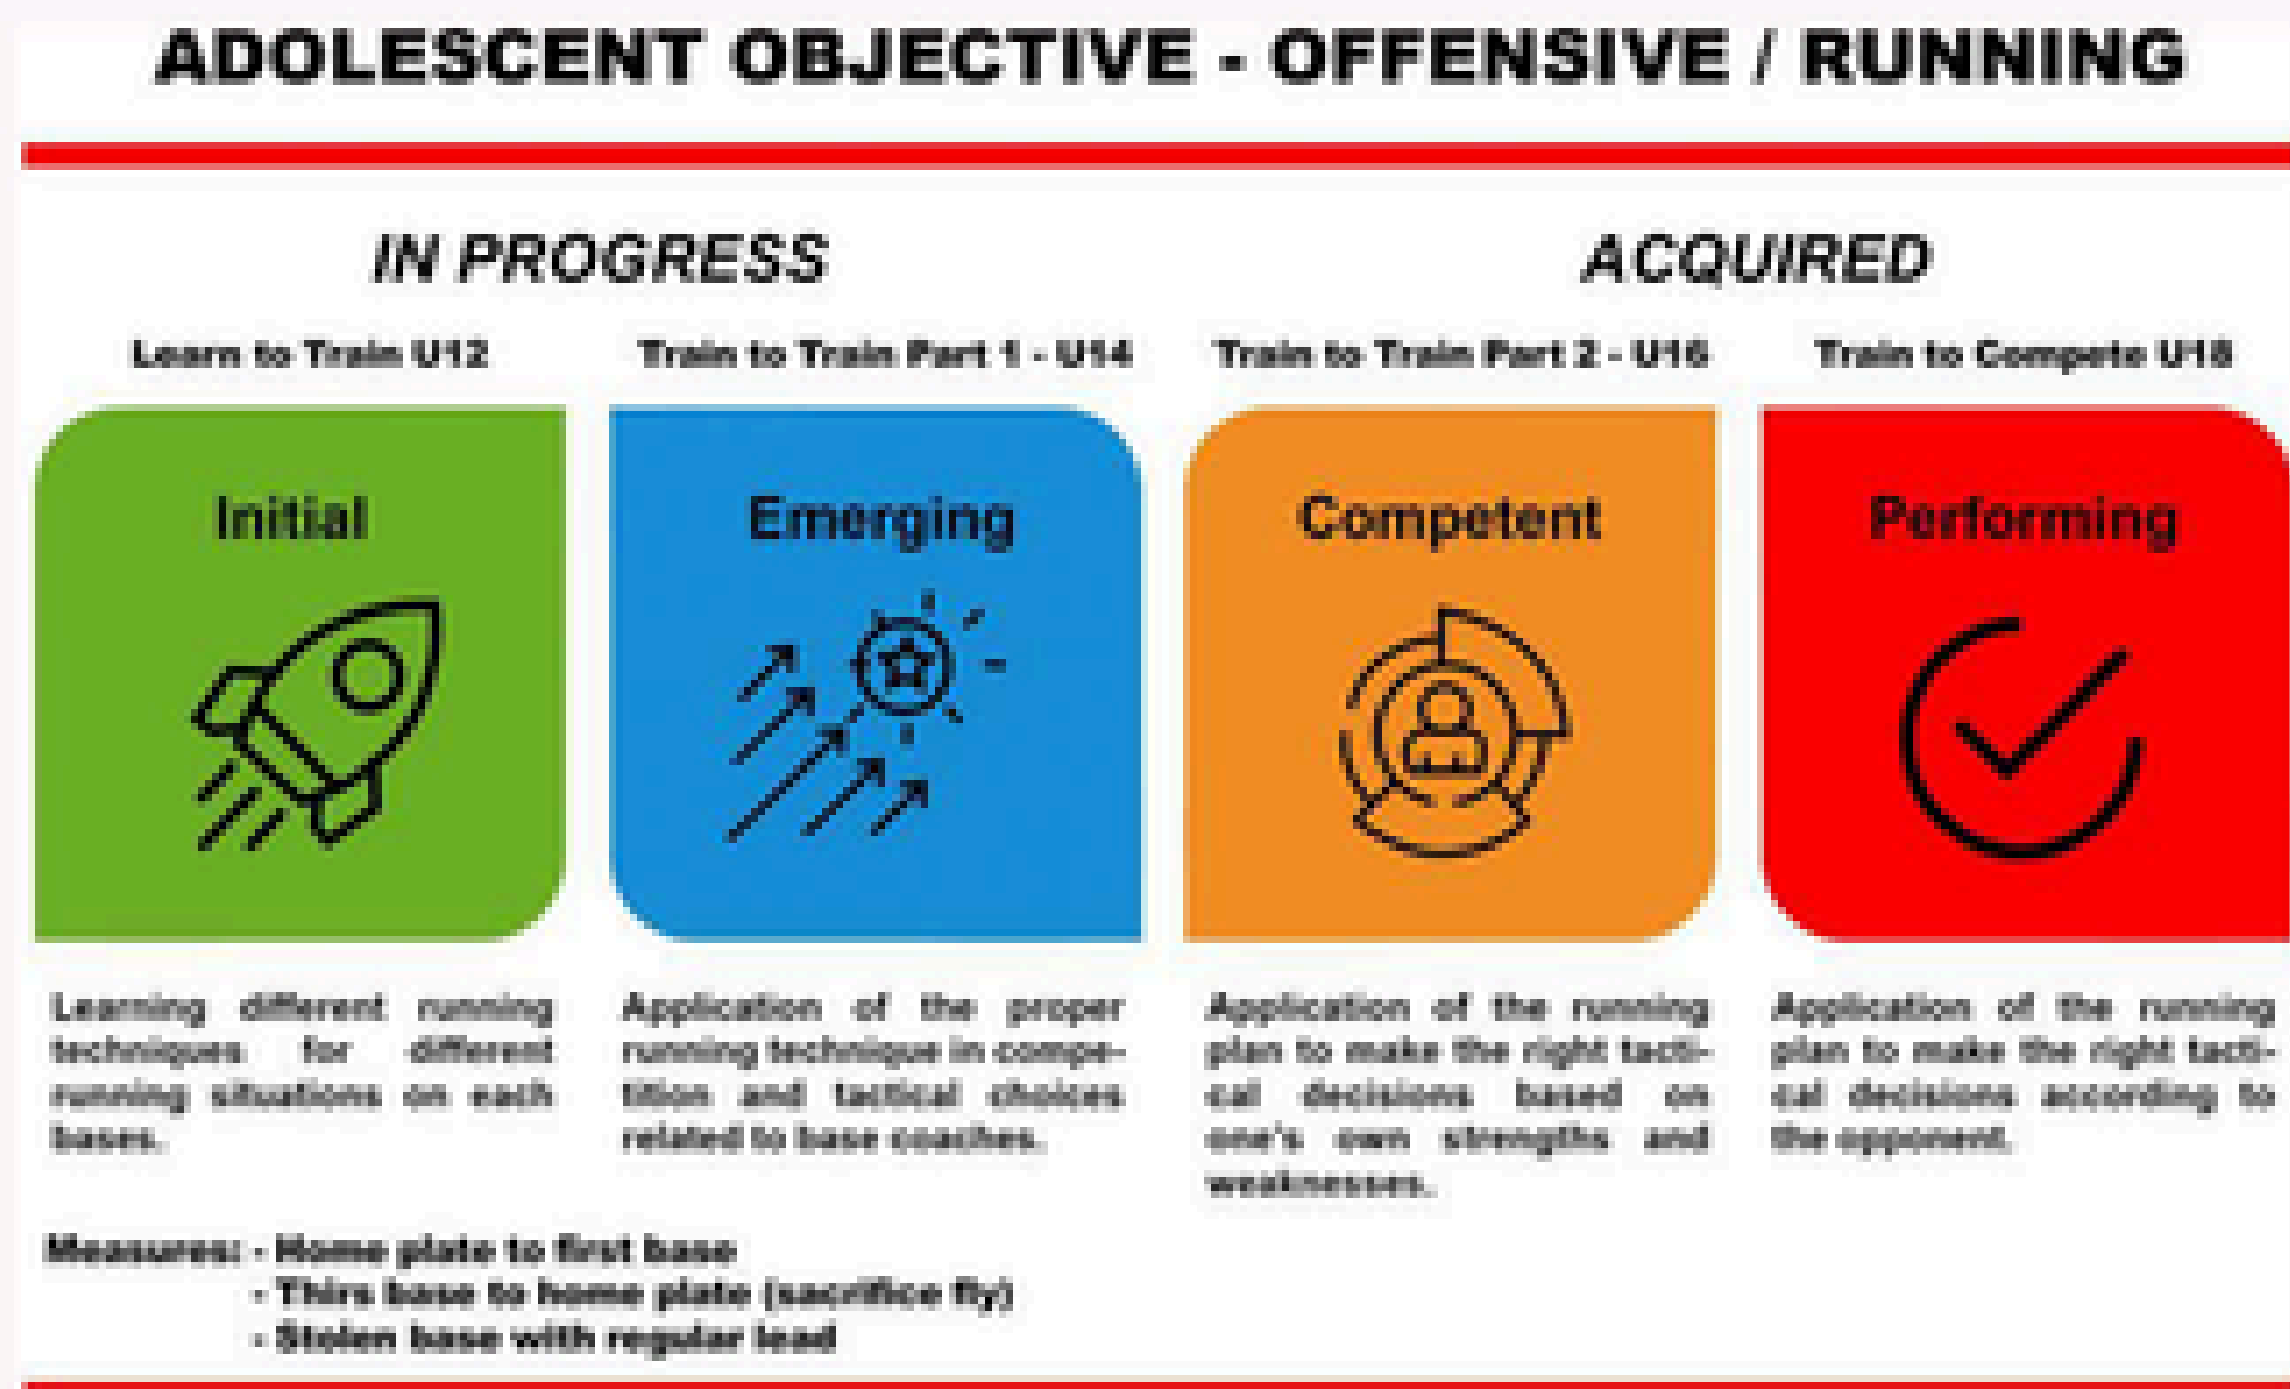 ADOLESCENT OBJECTIVE - OFFENSIVE / RUNNING
IN PROGRESS
ACQUIRED
Learn to Train U12
Train to Train Part 1 - U14
Train to Train Part 2 - U16
Train to Compete U18
Initial
Emerging
Competent
Performing
Learning different running
techniques for different
running situations on each
bases.
Application of the proper
running technique in compe-
tition and tactical choices
related to base coaches.
Application of the running
plan to make the right tacti-
cal decisions based on
one's own strengths and
weaknesses.
Application of the running
plan to make the right tacti-
cal decisions according to
the opponent.
Measures: - Home plate to first base
- Thirs base to home plate (sacrifice fly)
- Stolen base with regular lead